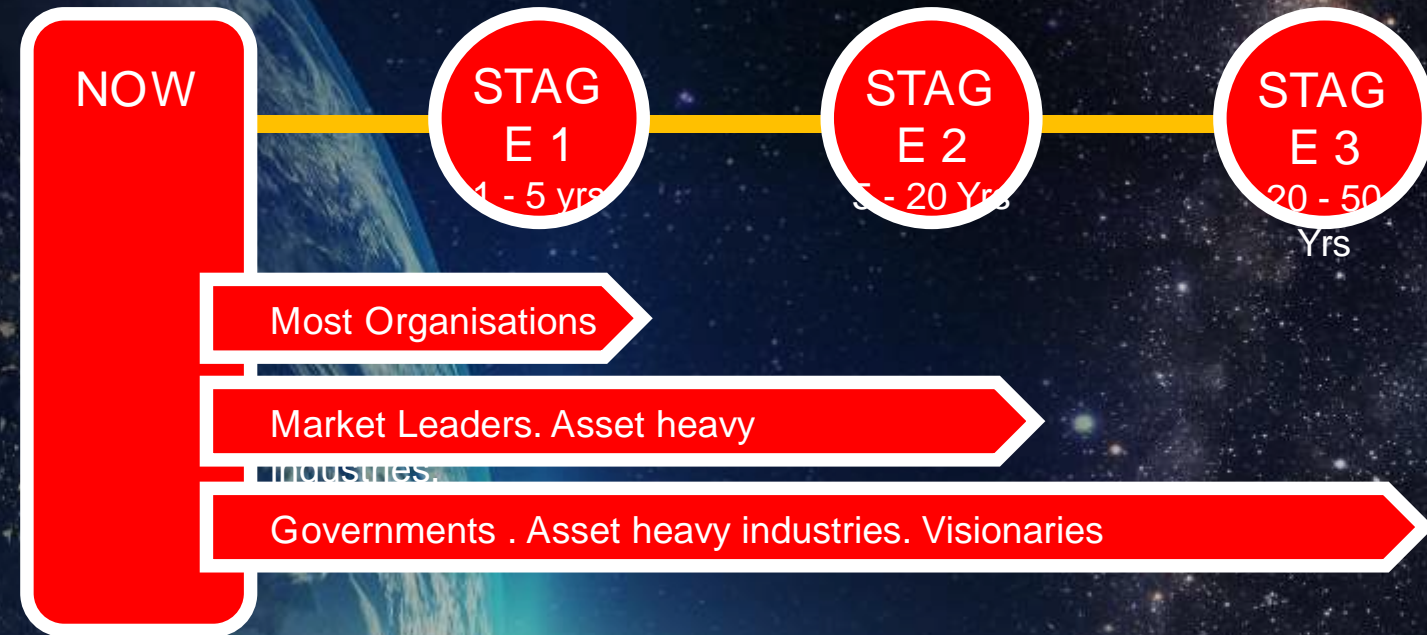 NOW
STAG
E 1
1 - 5 yrs
STAG
E 2
5 - 20 Yrs
STAG
E 3
20 - 50
Yrs
Most Organisations
Market Leaders. Asset heavy
industries.
Governments . Asset heavy industries. Visionaries